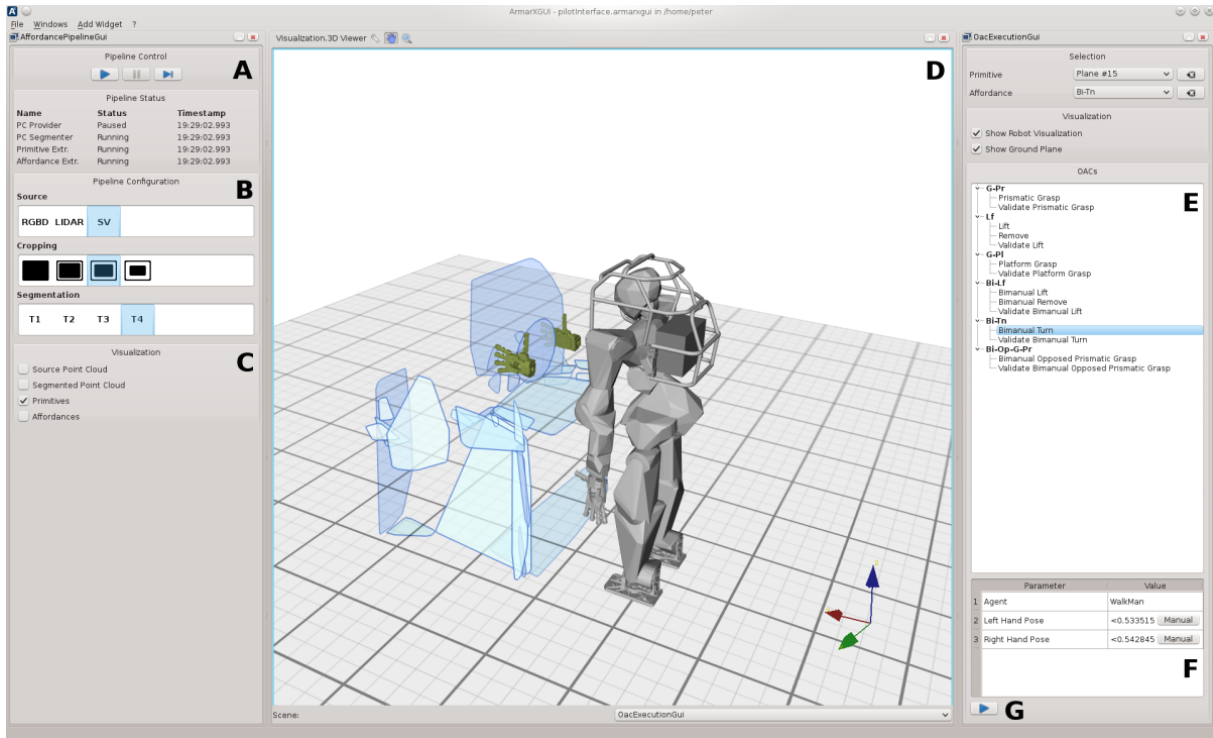 ArmarXGUI - pilotInterface.armarxgui in /home/peter
File Windows Add Widget ?
AffordancePipelineGui
Pipeline Control
A
Pipeline Status
Name Status Timestamp
PC Provider Paused 19:29:02.993
PC Segmenter Running 19:29:02.993
Primitive Extr. Running 19:29:02.993
Affordance Extr. Running 19:29:02.993
Pipeline Configuration
B
Source
RGBD LIDAR SV
Cropping
Segmentation
T1 T2 T3 T4
Visualization
C
Source Point Cloud
Segmented Point Cloud
Primitives
Affordances
Visualization.3D Viewer
D
Scene: OacExecutionGui
OacExecutionGui
Selection
Primitive Plane #15
Affordance Bi-Tn
Visualization
Show Robot Visualization
Show Ground Plane
OACs
E
G-Pr
Prismatic Grasp
Validate Prismatic Grasp
Lf
Lift
Remove
Validate Lift
G-Pl
Platform Grasp
Validate Platform Grasp
Bi-Lf
Bimanual Lift
Bimanual Remove
Validate Bimanual Lift
Bi-Tn
Bimanual Turn
Validate Bimanual Turn
Bi-Op-G-Pr
Bimanual Opposed Prismatic Grasp
Validate Bimanual Opposed Prismatic Grasp
Parameter Value
1 Agent WalkMan
2 Left Hand Pose <0.533515 Manual
3 Right Hand Pose <0.542845 Manual
F
G